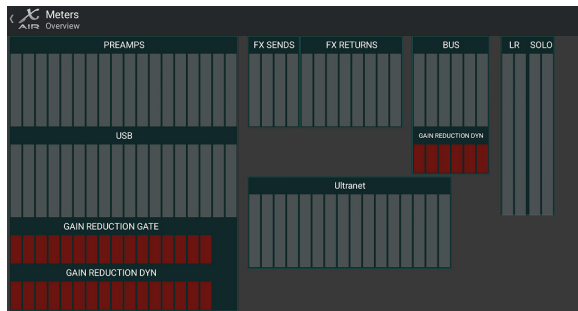 X AIR
Meters
Overview
PREAMPS
FX SENDS
FX RETURNS
BUS
LR
SOLO
USB
GAIN REDUCTION DYN
Ultranet
GAIN REDUCTION GATE
GAIN REDUCTION DYN